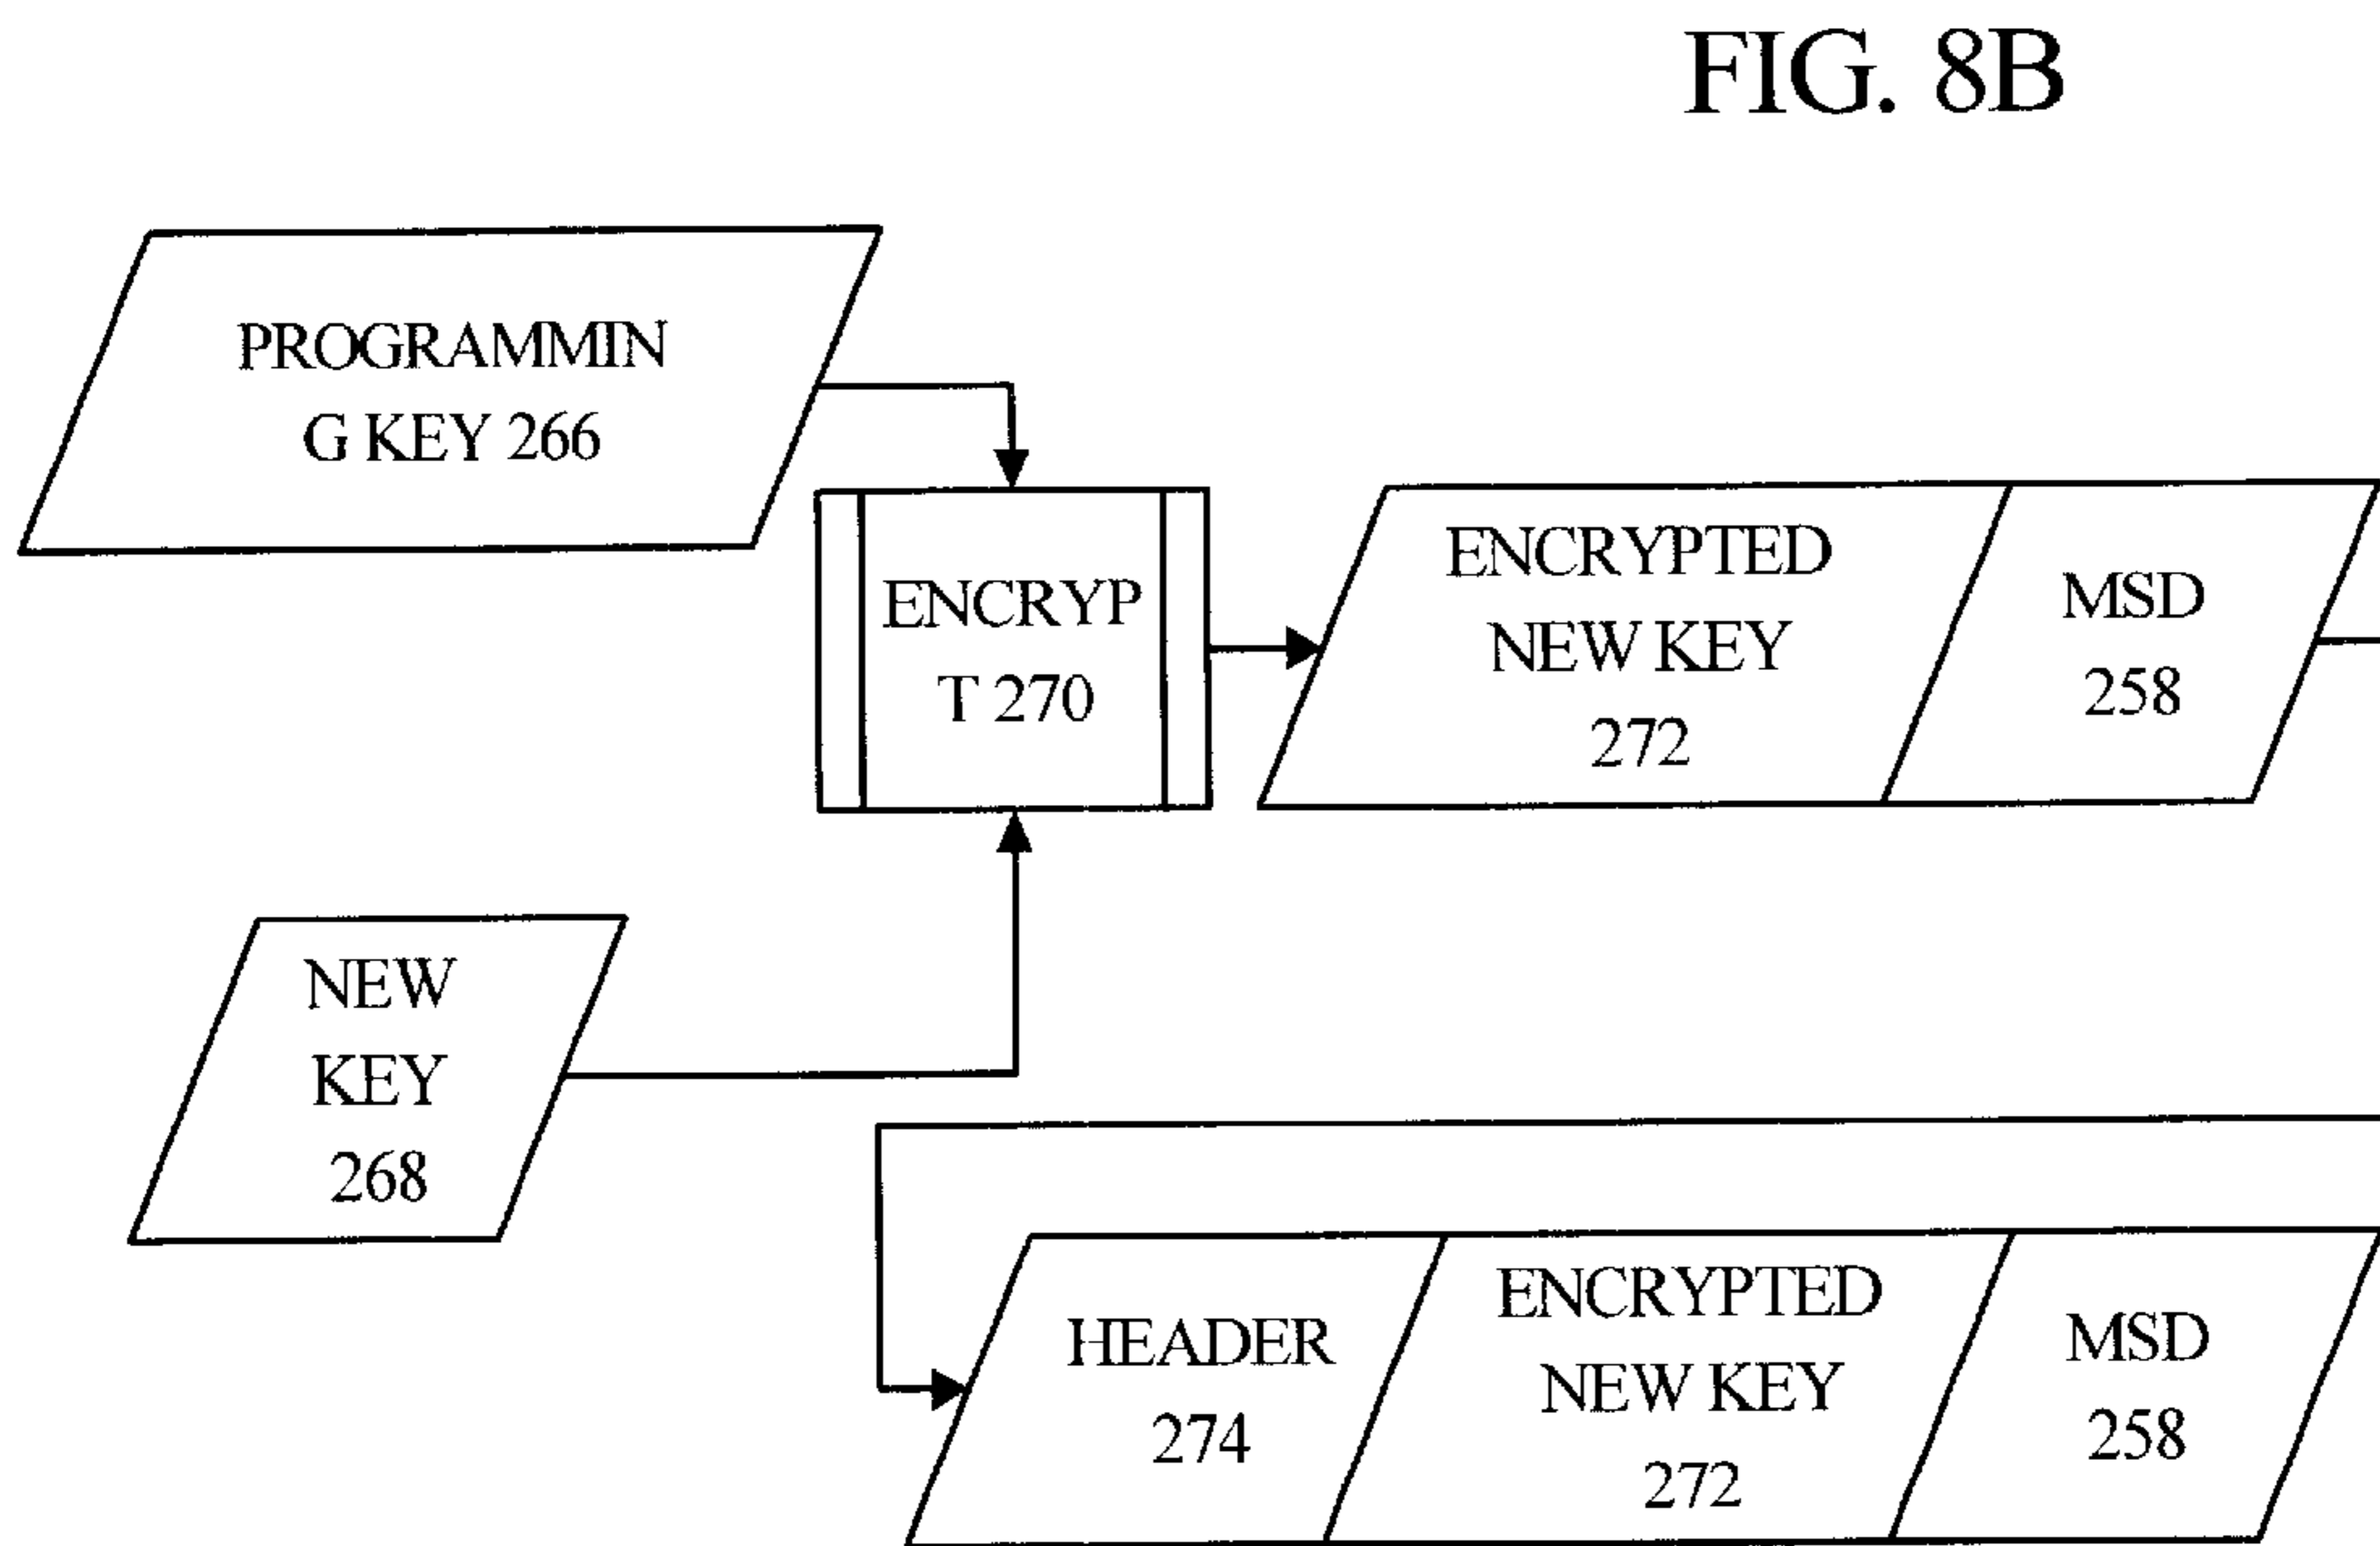 FIG. 8B
PROGRAMMIN
G KEY 266
ENCRYP
T 270
ENCRYPTED
NEW KEY
272
MSD
258
NEW
KEY
268
HEADER
274
ENCRYPTED
NEW KEY
272
MSD
258